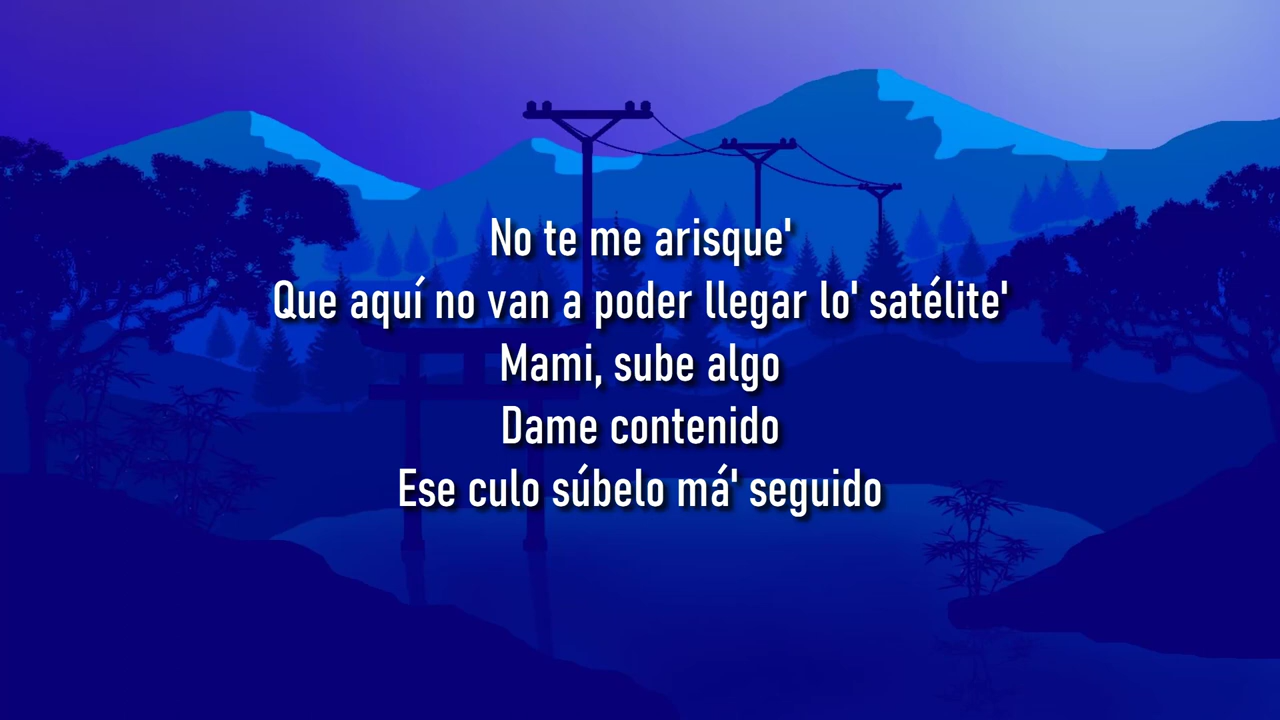 No te me arisque'
Que aquí no van a poder llegar lo' satélite'
Mami, sube algo
Dame contenido
Ese culo súbelo má' seguido